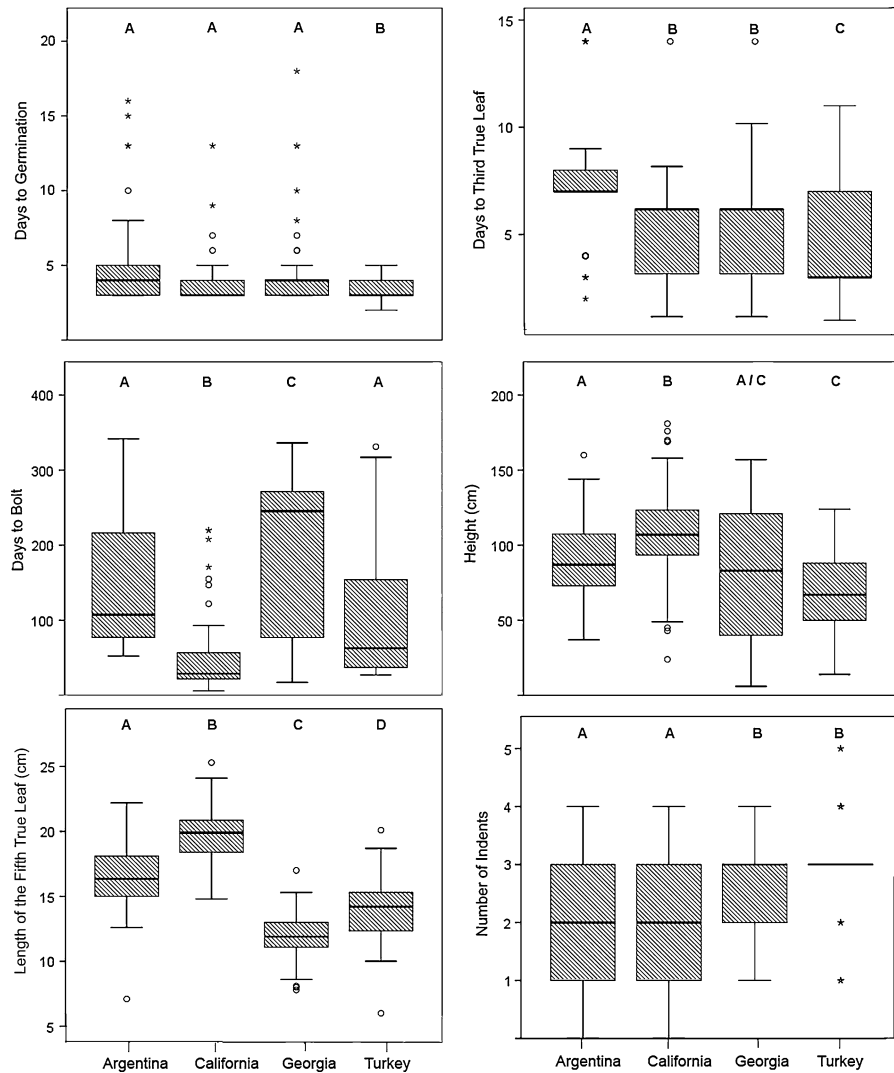 A A A B
Days to Germination
20
15
10
5
A B B C
Days to Third True Leaf
15
10
5
A B C A
Days to Bolt
400
300
200
100
A B A / C C
Height (cm)
200
150
100
50
A B C D
Length of the Fifth True Leaf (cm)
25
20
15
10
5
Argentina California Georgia Turkey
A A B B
Number of Indents
5
4
3
2
1
Argentina California Georgia Turkey